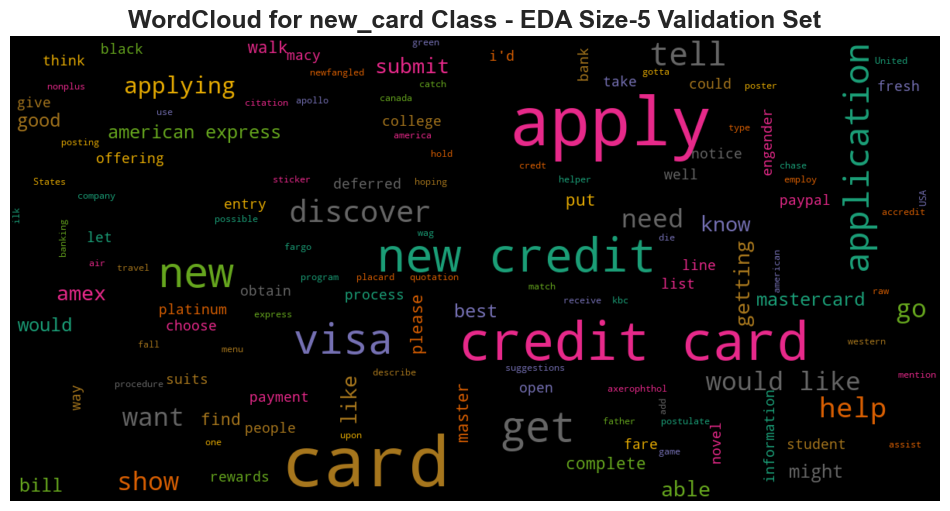 WordCloud for new_card Class - EDA Size-5 Validation Set
black walk macy green i'd tell United
think submit newfangled bank gotta application
nonplus applying catch take could poster fresh
give use citation apollo canada
good american express college america apply type engender
posting offering hold notice
States sticker deferred credt helper well chase employ paypal
company entry discover hoping put need know accredit USA
ilk possible wag
banking let fargo new credit die line getting american
air travel new program placard quotation list raw
amex obtain process match receive kbc mastercard
platinum express best go
would choose visa please credit card western
fall menu
describe suggestions mention
procedure suits like open axerophthol would like
way payment master add information
want find people upon get father postulate novel help
one fare game student assist
card complete might
bill show rewards able